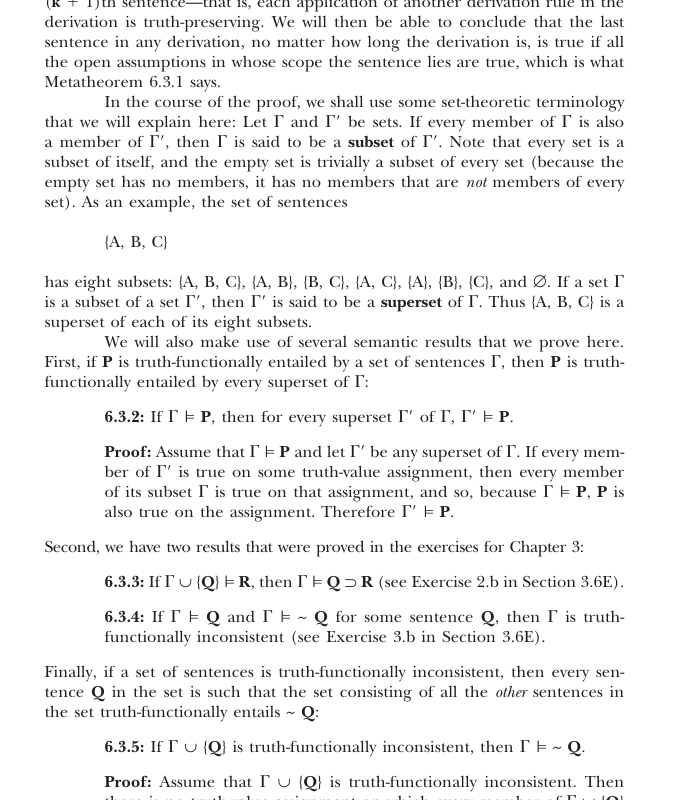 (k + 1)th sentence—that is, each application of another derivation rule in the
derivation is truth-preserving. We will then be able to conclude that the last
sentence in any derivation, no matter how long the derivation is, is true if all
the open assumptions in whose scope the sentence lies are true, which is what
Metatheorem 6.3.1 says.
In the course of the proof, we shall use some set-theoretic terminology
that we will explain here: Let Γ and Γ′ be sets. If every member of Γ is also
a member of Γ′, then Γ is said to be a subset of Γ′. Note that every set is a
subset of itself, and the empty set is trivially a subset of every set (because the
empty set has no members, it has no members that are not members of every
set). As an example, the set of sentences
{A, B, C}
has eight subsets: {A, B, C}, {A, B}, {B, C}, {A, C}, {A}, {B}, {C}, and ∅. If a set Γ
is a subset of a set Γ′, then Γ′ is said to be a superset of Γ. Thus {A, B, C} is a
superset of each of its eight subsets.
We will also make use of several semantic results that we prove here.
First, if P is truth-functionally entailed by a set of sentences Γ, then P is truth-
functionally entailed by every superset of Γ:
6.3.2: If Γ ⊨ P, then for every superset Γ′ of Γ, Γ′ ⊨ P.
Proof: Assume that Γ ⊨ P and let Γ′ be any superset of Γ. If every mem-
ber of Γ′ is true on some truth-value assignment, then every member
of its subset Γ is true on that assignment, and so, because Γ ⊨ P, P is
also true on the assignment. Therefore Γ′ ⊨ P.
Second, we have two results that were proved in the exercises for Chapter 3:
6.3.3: If Γ ∪ {Q} ⊨ R, then Γ ⊨ Q ⊃ R (see Exercise 2.b in Section 3.6E).
6.3.4: If Γ ⊨ Q and Γ ⊨ ~ Q for some sentence Q, then Γ is truth-
functionally inconsistent (see Exercise 3.b in Section 3.6E).
Finally, if a set of sentences is truth-functionally inconsistent, then every sen-
tence Q in the set is such that the set consisting of all the other sentences in
the set truth-functionally entails ~ Q:
6.3.5: If Γ ∪ {Q} is truth-functionally inconsistent, then Γ ⊨ ~ Q.
Proof: Assume that Γ ∪ {Q} is truth-functionally inconsistent. Then